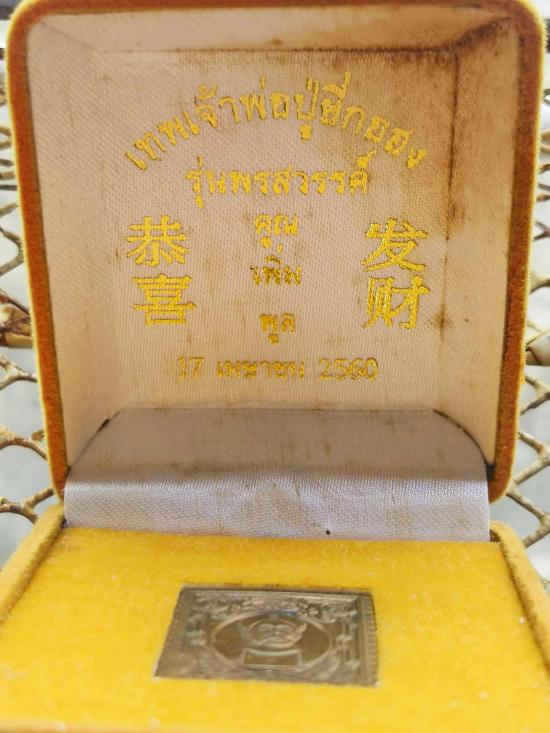 เทพเจ้าพ่อปู่ฮึกยอง
รุ่นพรสวรรค์
คูณ
เพิ่ม
พูล
恭喜
发财
17 เมษายน 2560